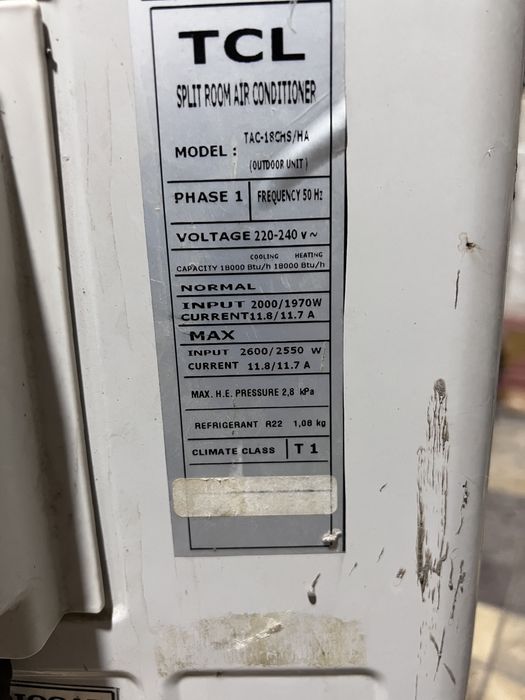 TCL
SPLIT ROOM AIR CONDITIONER
MODEL : TAC-18CHS/HA
(OUTDOOR UNIT)
PHASE 1 FREQUENCY 50 Hz
VOLTAGE 220-240 v ~
COOLING HEATING
CAPACITY 18000 Btu/h 18000 Btu/h
NORMAL
INPUT 2000/1970W
CURRENT 11.8/11.7 A
MAX
INPUT 2600/2550 W
CURRENT 11.8/11.7 A
MAX. H.E. PRESSURE 2,8 kPa
REFRIGERANT R22 1,08 kg
CLIMATE CLASS T 1